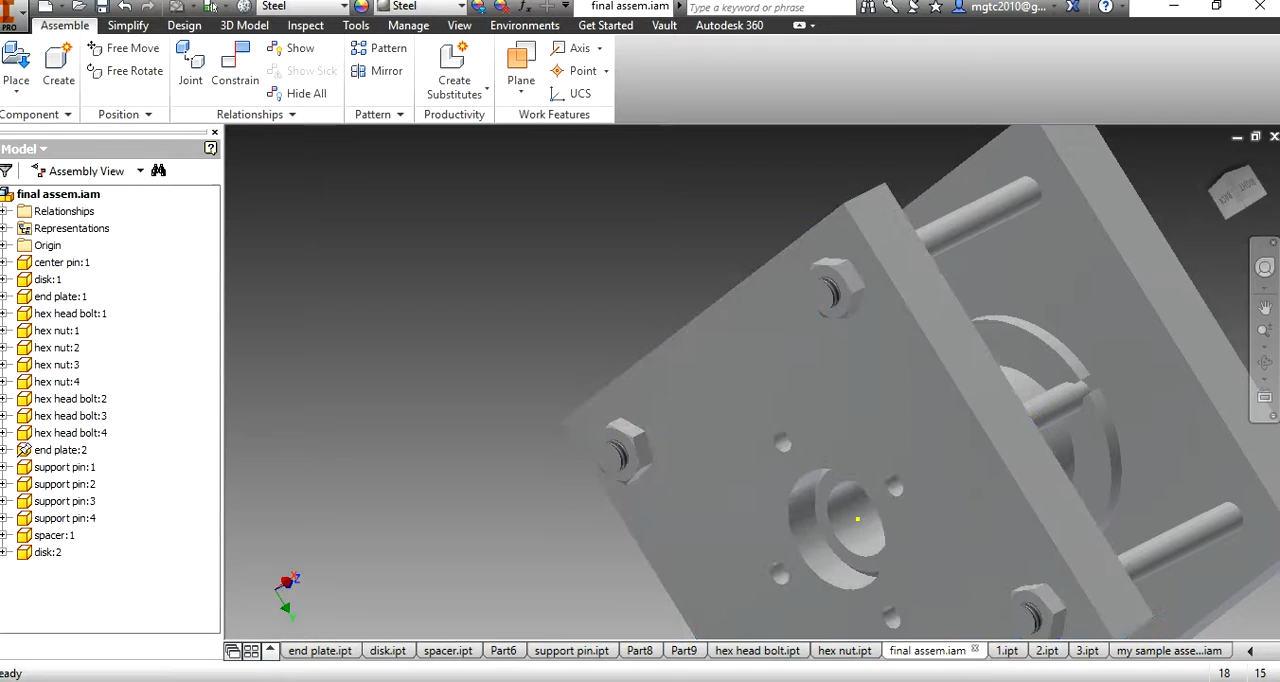 Steel Steel fx final assem.iam Type a keyword or phrase mgtc2010@g...
PRO Assemble Simplify Design 3D Model Inspect Tools Manage View Environments Get Started Vault Autodesk 360
Free Move Show Pattern Axis
Place Create Free Rotate Joint Constrain Show Sick Mirror Create Substitutes Plane Point
Hide All UCS
Component Position Relationships Pattern Productivity Work Features
Model
Assembly View
final assem.iam
Relationships
Representations
Origin
center pin:1
disk:1
end plate:1
hex head bolt:1
hex nut:1
hex nut:2
hex nut:3
hex nut:4
hex head bolt:2
hex head bolt:3
hex head bolt:4
end plate:2
support pin:1
support pin:2
support pin:3
support pin:4
spacer:1
disk:2
X Z
Y
end plate.ipt disk.ipt spacer.ipt Part6 support pin.ipt Part8 Part9 hex head bolt.ipt hex nut.ipt final assem.iam 1.ipt 2.ipt 3.ipt my sample asse...iam
eady 18 15